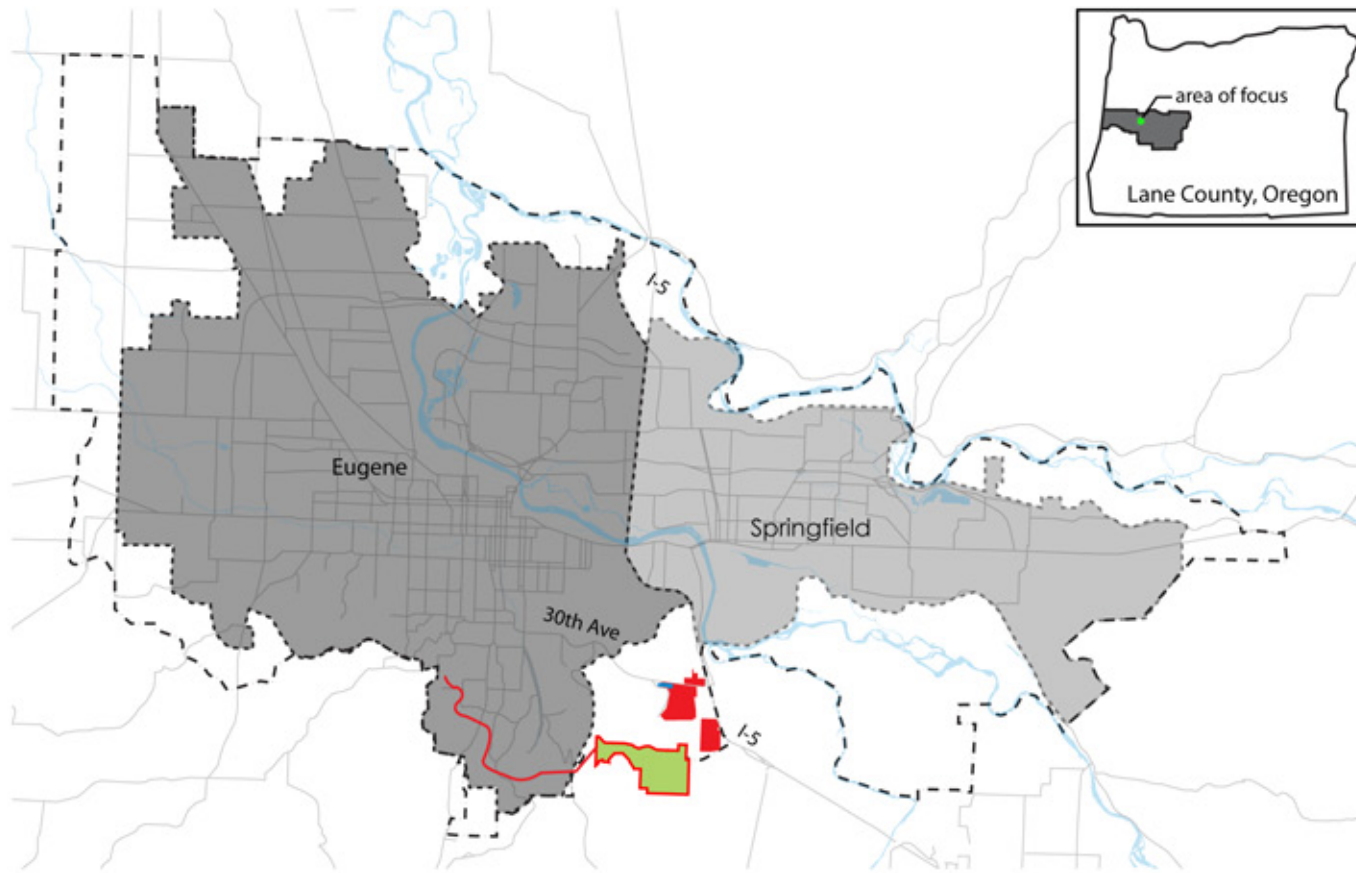 area of focus
Lane County, Oregon
I-5
Eugene
Springfield
30th Ave
I-5